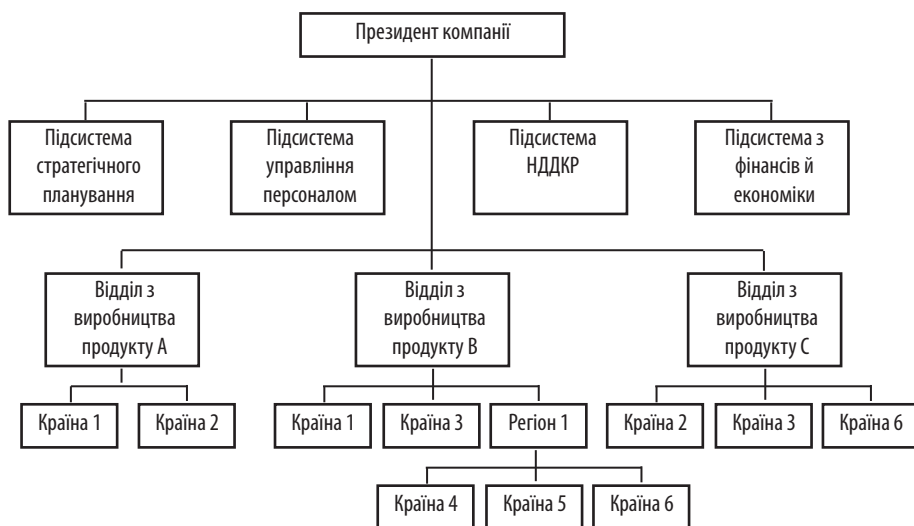 Президент компанії
Підсистема
стратегічного
планування
Підсистема
управління
персоналом
Підсистема
НДДКР
Підсистема з
фінансів й
економіки
Відділ з
виробництва
продукту А
Відділ з
виробництва
продукту В
Відділ з
виробництва
продукту С
Країна 1
Країна 2
Країна 1
Країна 3
Регіон 1
Країна 2
Країна 3
Країна 6
Країна 4
Країна 5
Країна 6